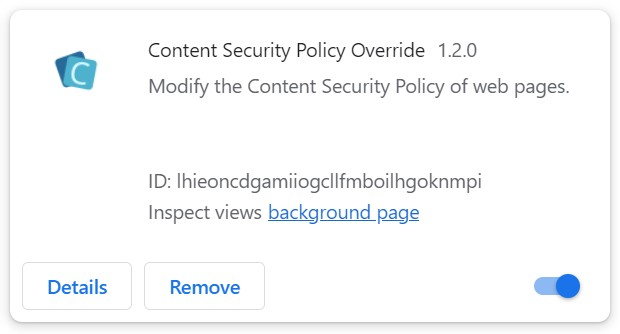 C
Content Security Policy Override 1.2.0
Modify the Content Security Policy of web pages.
ID: lhieoncdgamiiogcllfmboilhgoknmpi
Inspect views background page
Details Remove